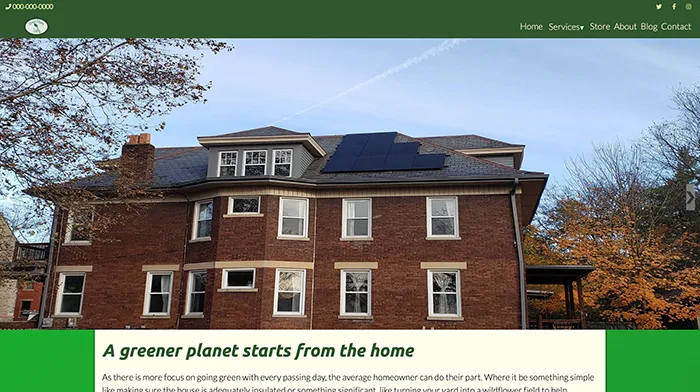 000-000-0000
Home Services▾ Store About Blog Contact
A greener planet starts from the home
As there is more focus on going green with every passing day, the average homeowner can do their part. Where it be something simple
like making sure the house is adequately insulated or something significant, like turning your yard into a wildflower field to help